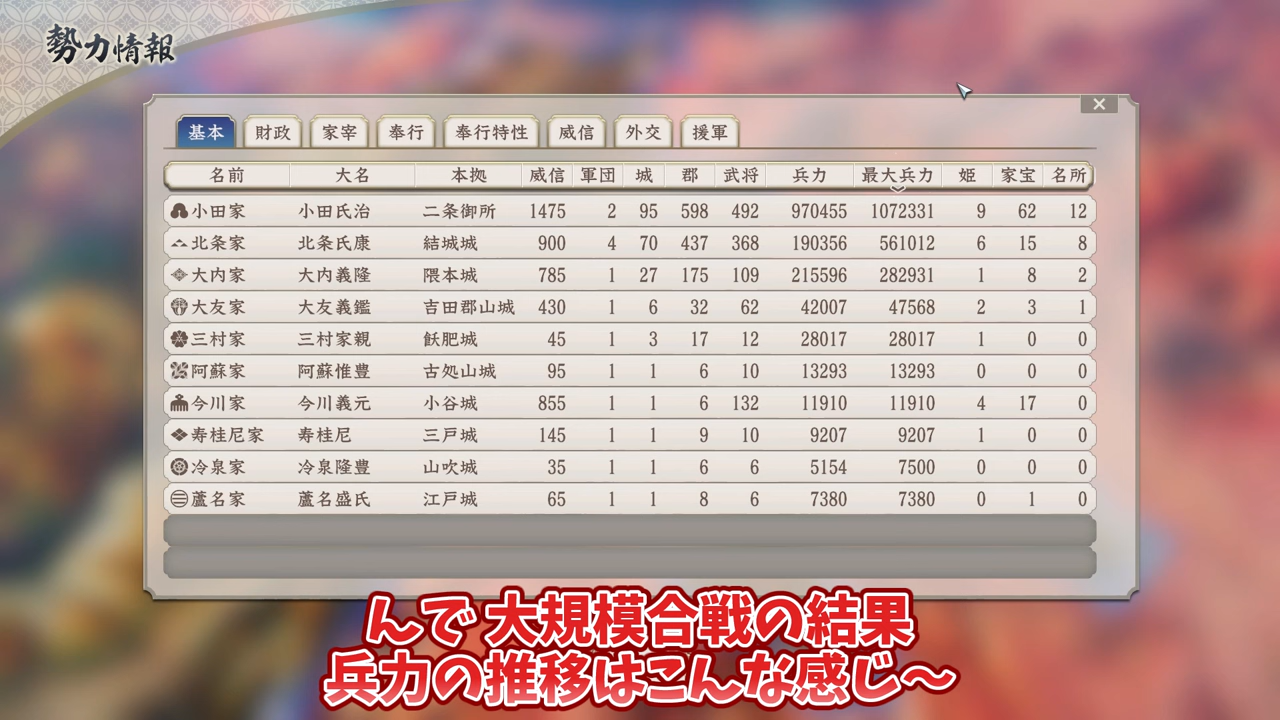 勢力情報
基本 財政 家宰 奉行 奉行特性 威信 外交 援軍
名前 大名 本拠 威信 軍団 城 郡 武将 兵力 最大兵力 姫 家宝 名所
小田家 小田氏治 二条御所 1475 2 95 598 492 970455 1072331 9 62 12
北条家 北条氏康 結城城 900 4 70 437 368 190356 561012 6 15 8
大内家 大内義隆 隈本城 785 1 27 175 109 215596 282931 1 8 2
大友家 大友義鑑 吉田郡山城 430 1 6 32 62 42007 47568 2 3 1
三村家 三村家親 飫肥城 45 1 3 17 12 28017 28017 1 0 0
阿蘇家 阿蘇惟豊 古処山城 95 1 1 6 10 13293 13293 0 0 0
今川家 今川義元 小谷城 855 1 1 6 132 11910 11910 4 17 0
寿桂尼家 寿桂尼 三戸城 145 1 1 9 10 9207 9207 1 0 0
冷泉家 冷泉隆豊 山吹城 35 1 1 6 6 5154 7500 0 0 0
蘆名家 蘆名盛氏 江戸城 65 1 1 8 6 7380 7380 0 1 0
んで 大規模合戦の結果
兵力の推移はこんな感じ～